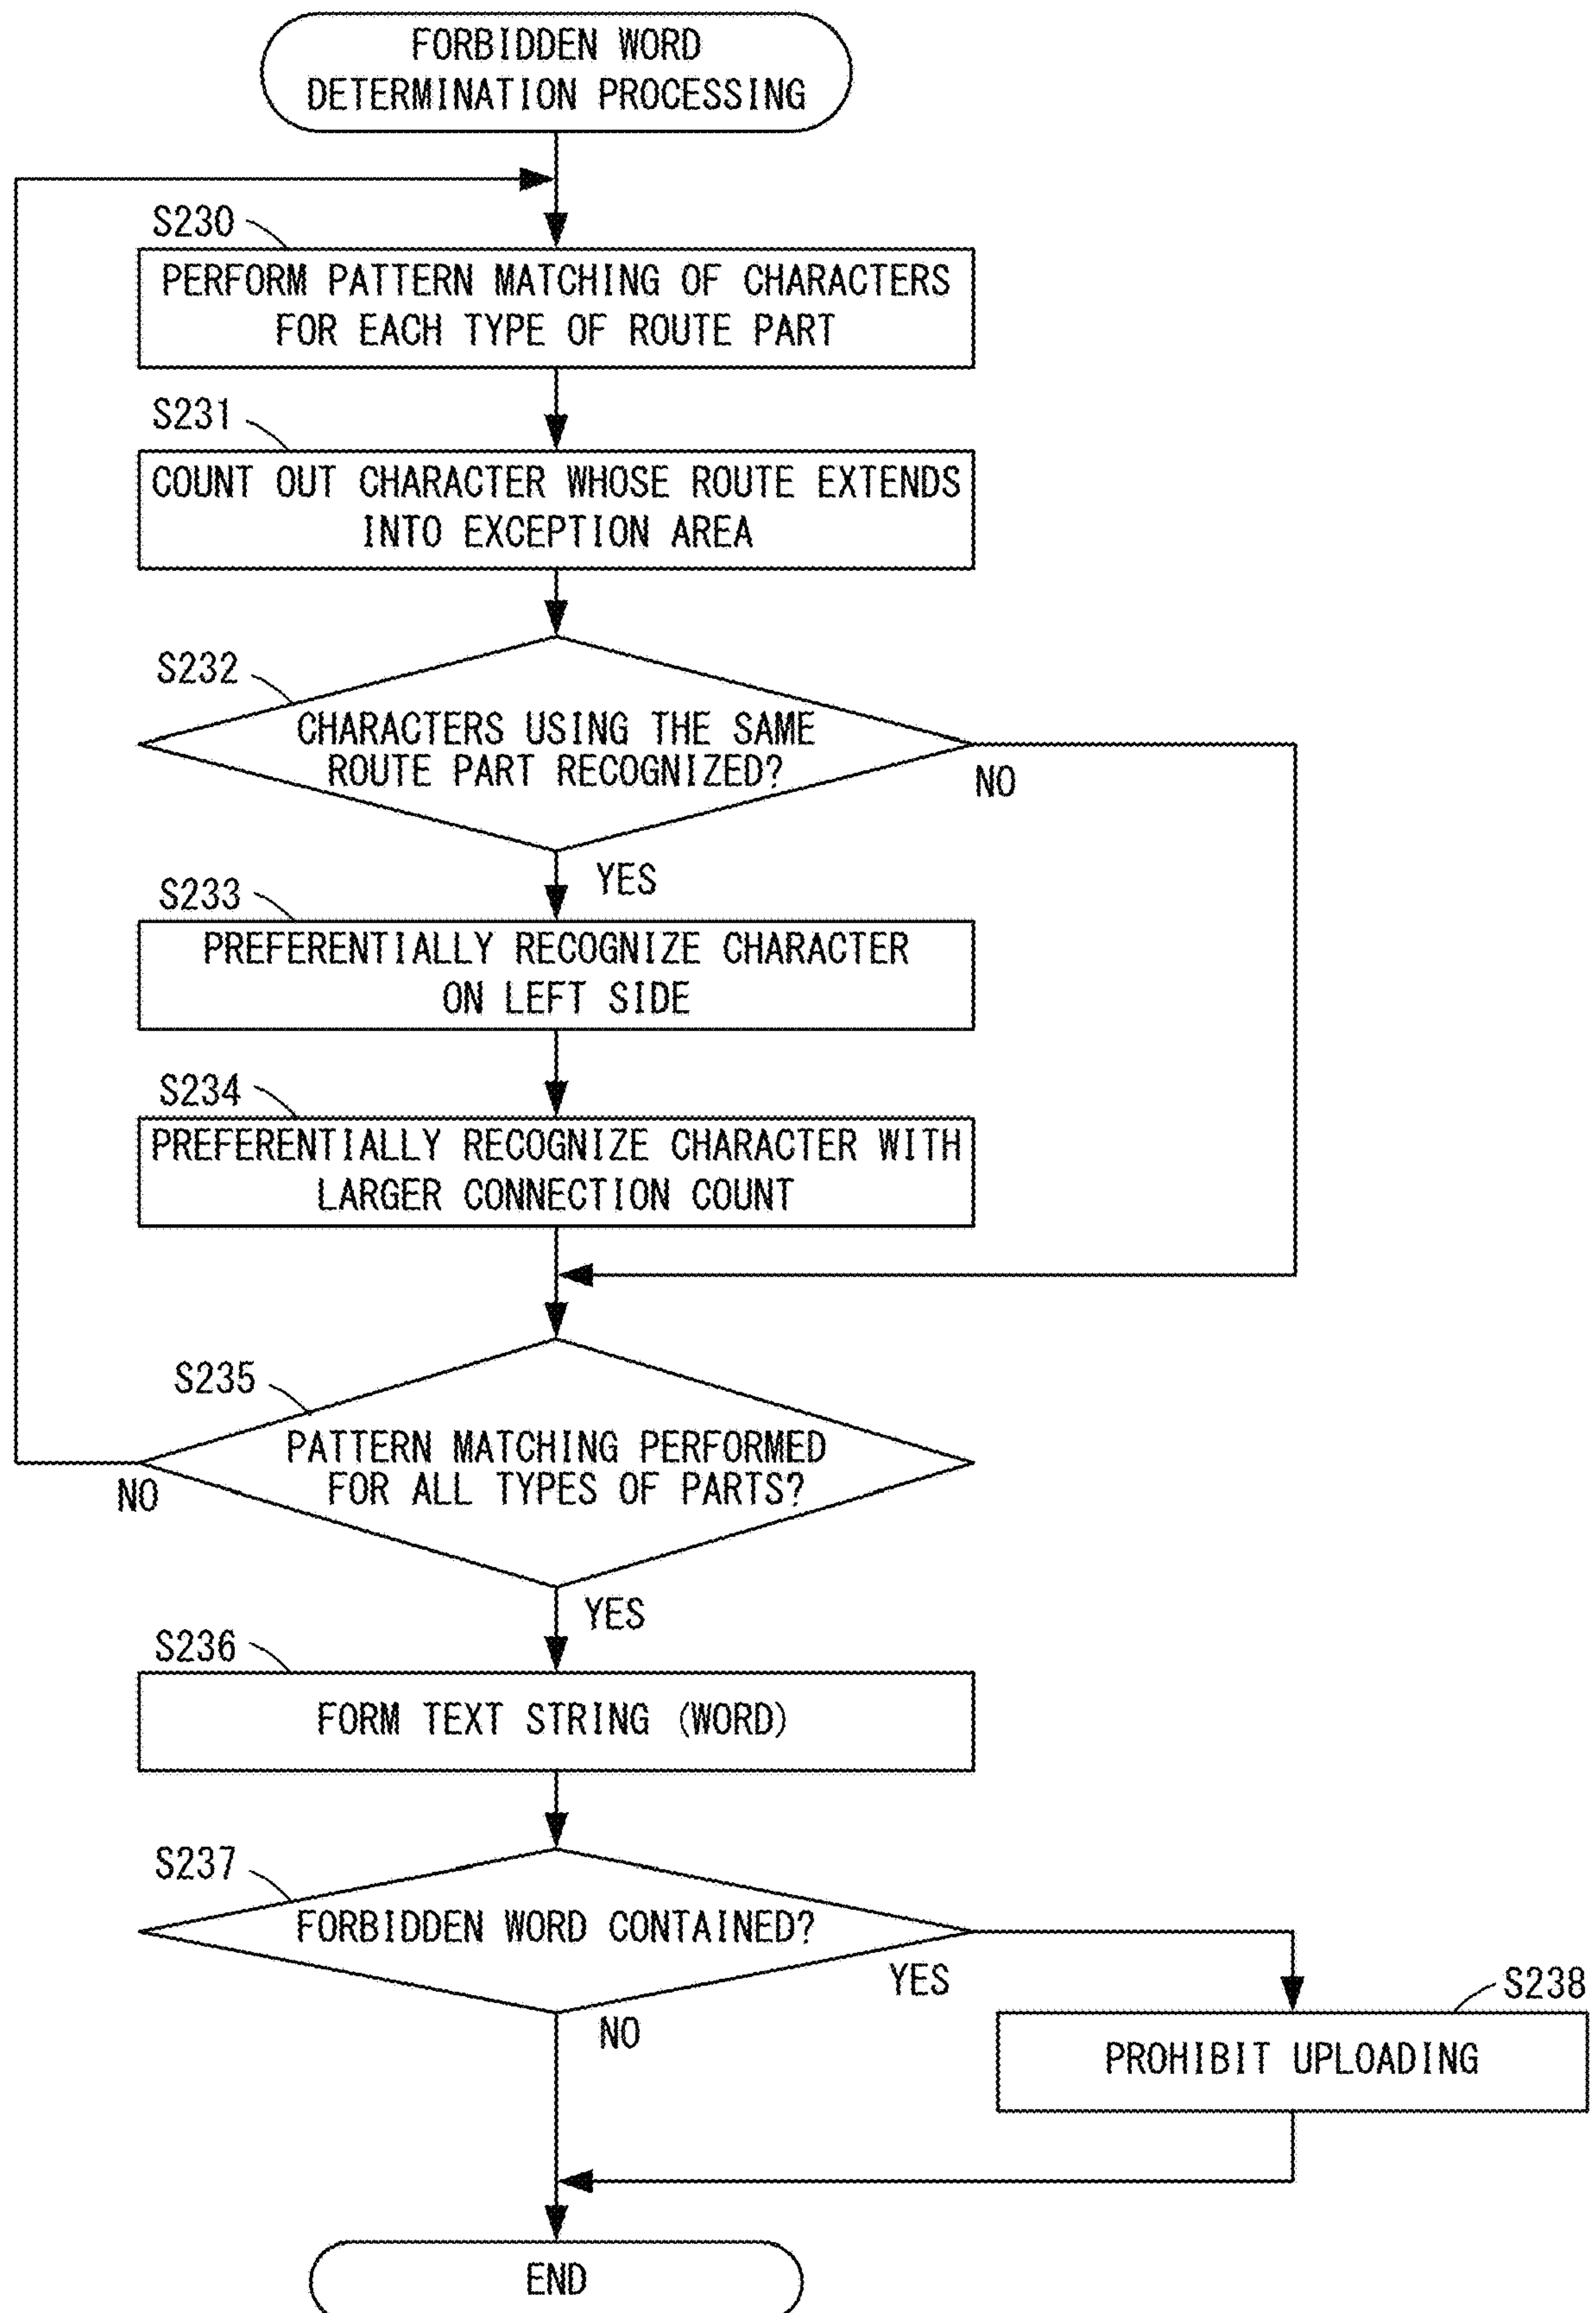 FORBIDDEN WORD
DETERMINATION PROCESSING
S230
PERFORM PATTERN MATCHING OF CHARACTERS
FOR EACH TYPE OF ROUTE PART
S231
COUNT OUT CHARACTER WHOSE ROUTE EXTENDS
INTO EXCEPTION AREA
S232
CHARACTERS USING THE SAME
ROUTE PART RECOGNIZED?
NO
YES
S233
PREFERENTIALLY RECOGNIZE CHARACTER
ON LEFT SIDE
S234
PREFERENTIALLY RECOGNIZE CHARACTER WITH
LARGER CONNECTION COUNT
S235
PATTERN MATCHING PERFORMED
FOR ALL TYPES OF PARTS?
NO
YES
S236
FORM TEXT STRING (WORD)
S237
FORBIDDEN WORD CONTAINED?
YES
NO
S238
PROHIBIT UPLOADING
END